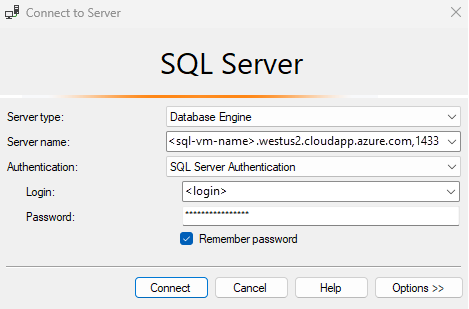 Connect to Server
SQL Server
Server type: Database Engine
Server name: <sql-vm-name>.westus2.cloudapp.azure.com,1433
Authentication: SQL Server Authentication
Login: <login>
Password: ****************
Remember password
Connect Cancel Help Options >>